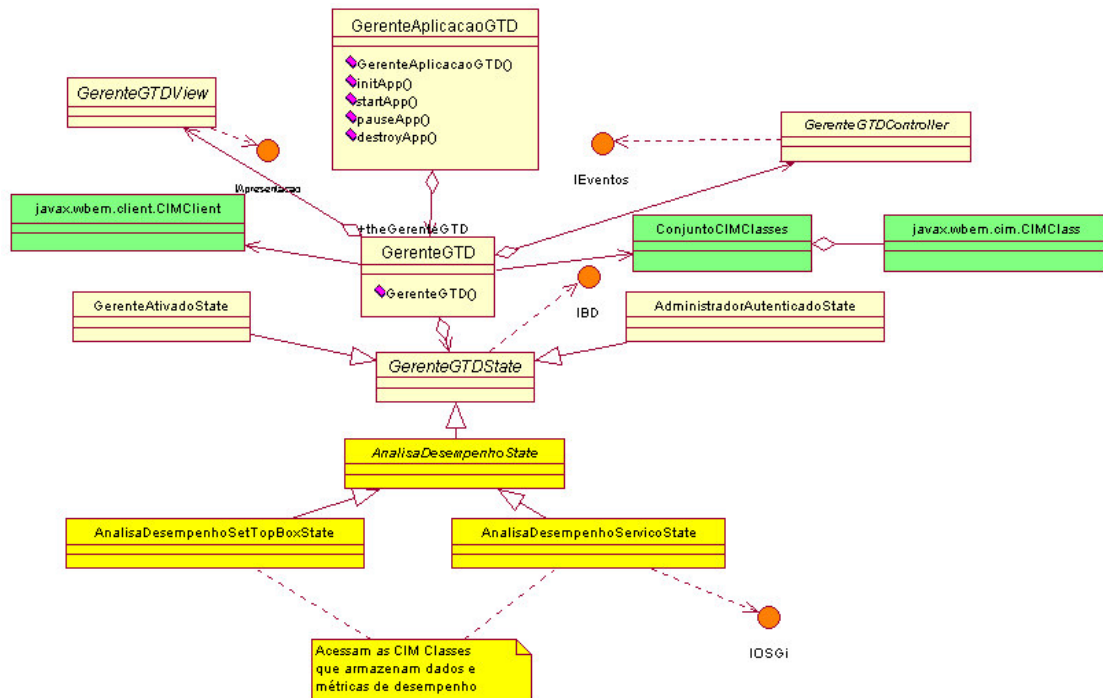 GerenteAplicacaoGTD
GerenteAplicacaoGTD()
initApp()
startApp()
pauseApp()
destroyApp()
GerenteGTDView
GerenteGTDController
IApresentacao
IEventos
javax.wbem.client.CIMClient
+theGerenteGTD
GerenteGTD
GerenteGTD()
ConjuntoCIMClasses
javax.wbem.cim.CIMClass
GerenteAtivadoState
IBD
AdministradorAutenticadoState
GerenteGTDState
AnalisaDesempenhoState
AnalisaDesempenhoSetTopBoxState
AnalisaDesempenhoServicoState
Acessam as CIM Classes
que armazenam dados e
métricas de desempenho
IOSGi